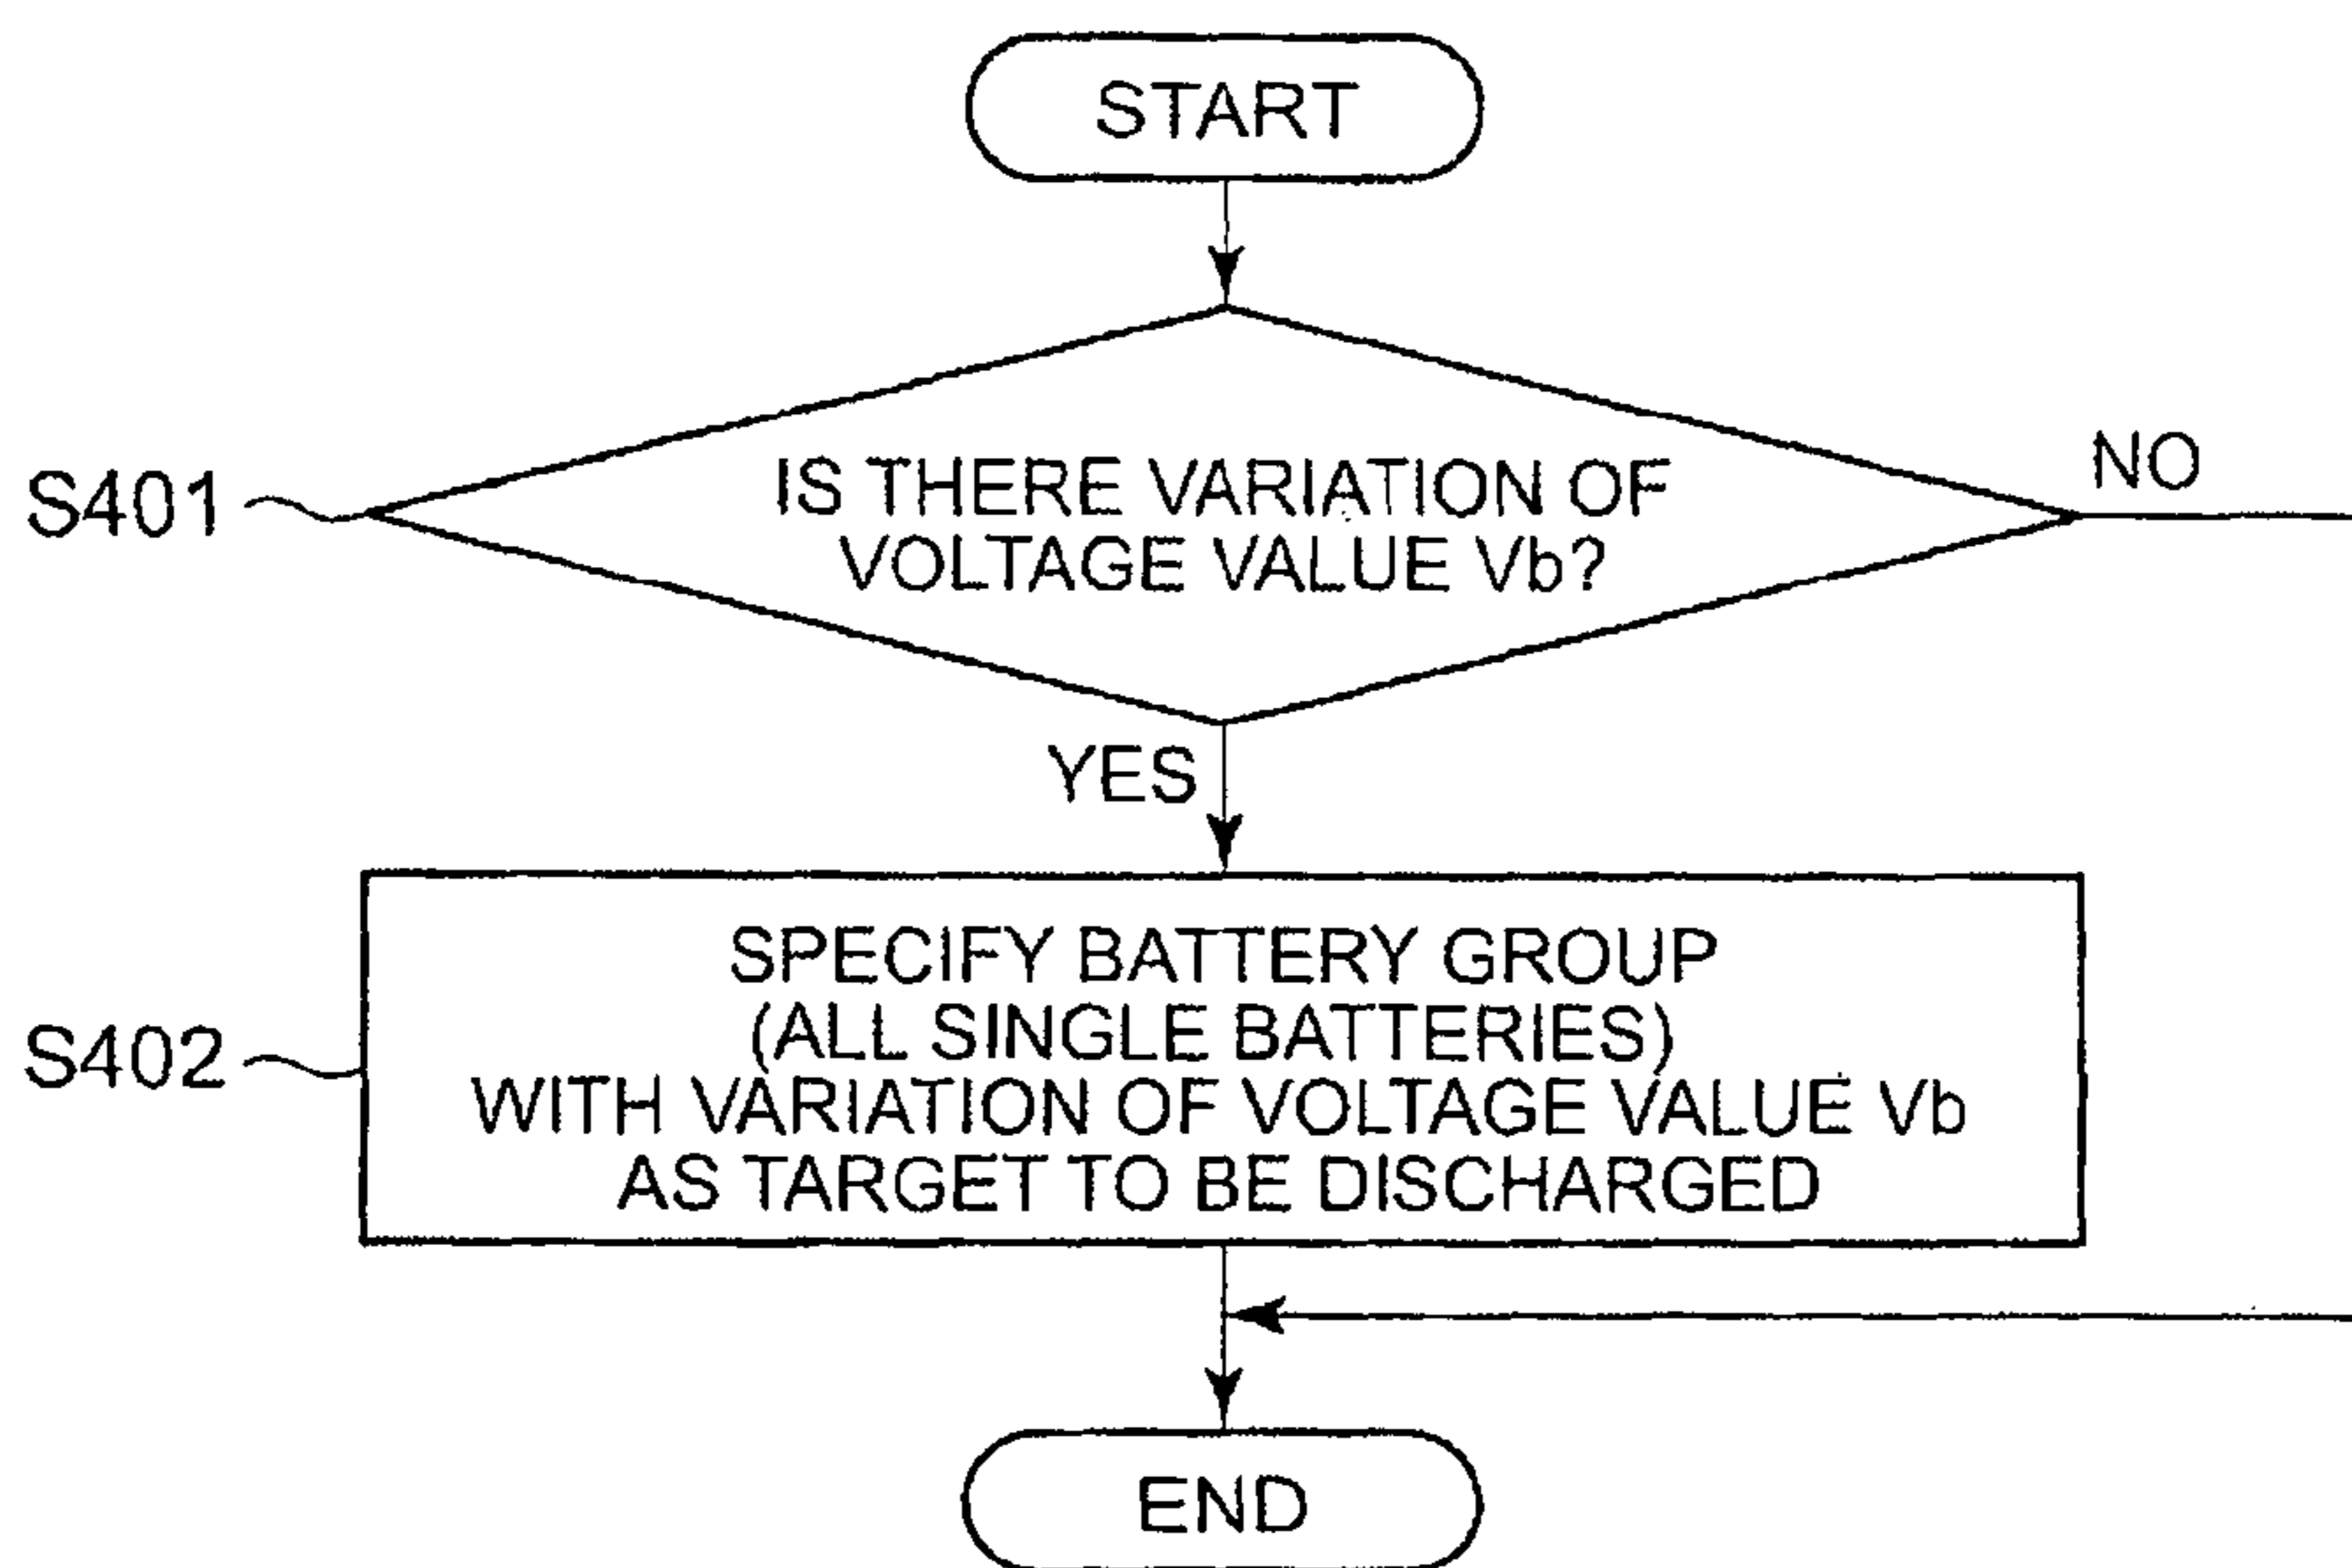 START
S401
IS THERE VARIATION OF
VOLTAGE VALUE Vb?
NO
YES
S402
SPECIFY BATTERY GROUP
(ALL SINGLE BATTERIES)
WITH VARIATION OF VOLTAGE VALUE Vb
AS TARGET TO BE DISCHARGED
END